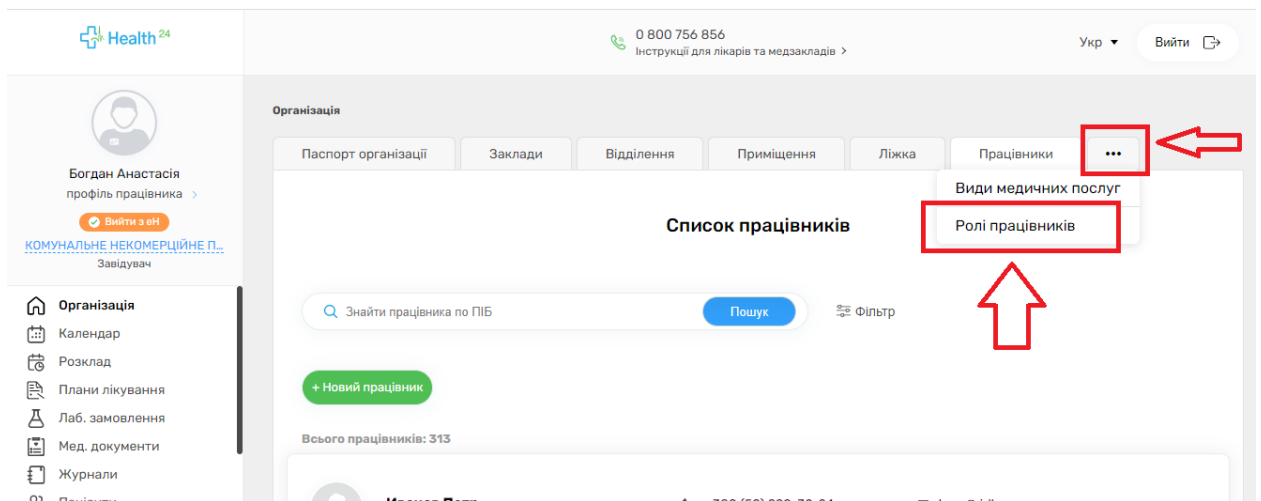 Health 24
0 800 756 856
Інструкції для лікарів та медзакладів >
Укр
Вийти
Богдан Анастасія
профіль працівника >
Вийти з еН
КОМУНАЛЬНЕ НЕКОМЕРЦІЙНЕ П...
Завідувач
Організація
Календар
Розклад
Плани лікування
Лаб. замовлення
Мед. документи
Журнали
Організація
Паспорт організації
Заклади
Відділення
Приміщення
Ліжка
Працівники
•••
Види медичних послуг
Ролі працівників
Список працівників
Знайти працівника по ПІБ
Пошук
Фільтр
+ Новий працівник
Всього працівників: 313